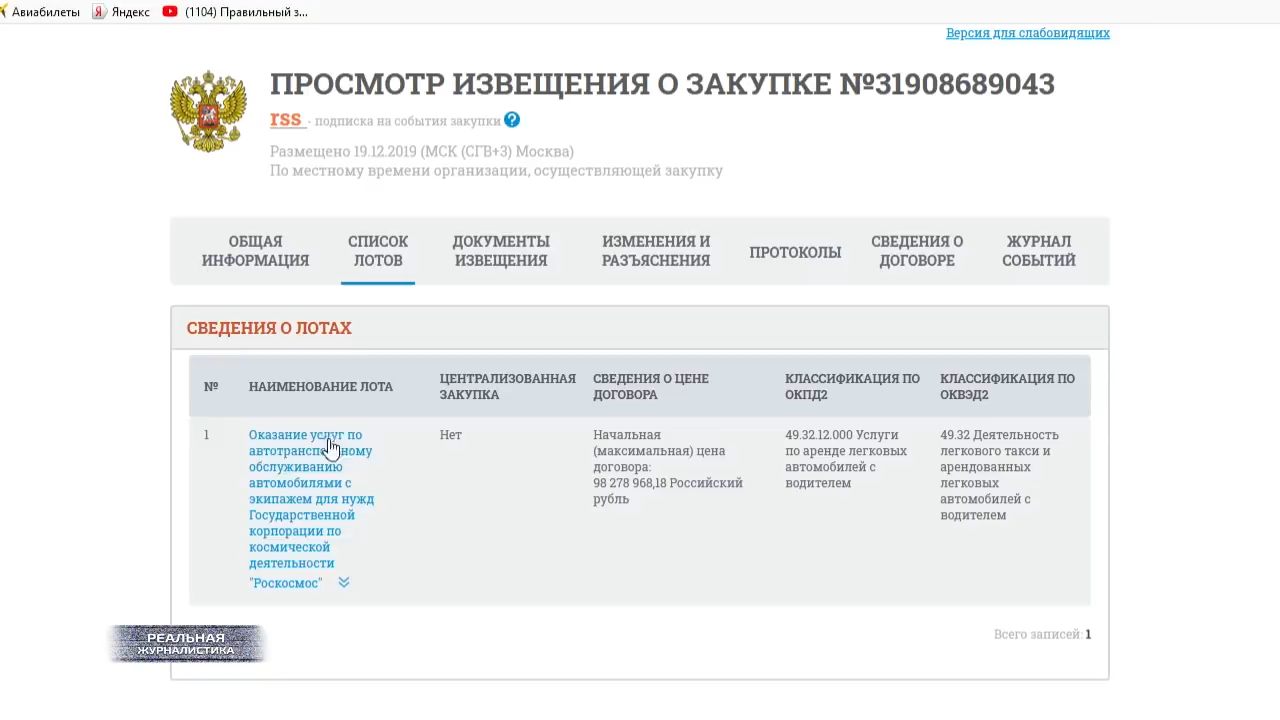 Авиабилеты Яндекс (1104) Правильный з...
Версия для слабовидящих
ПРОСМОТР ИЗВЕЩЕНИЯ О ЗАКУПКЕ №31908689043
rss - подписка на события закупки ?
Размещено 19.12.2019 (МСК (СГВ+3) Москва)
По местному времени организации, осуществляющей закупку
ОБЩАЯ ИНФОРМАЦИЯ
СПИСОК ЛОТОВ
ДОКУМЕНТЫ ИЗВЕЩЕНИЯ
ИЗМЕНЕНИЯ И РАЗЪЯСНЕНИЯ
ПРОТОКОЛЫ
СВЕДЕНИЯ О ДОГОВОРЕ
ЖУРНАЛ СОБЫТИЙ
СВЕДЕНИЯ О ЛОТАХ
№
НАИМЕНОВАНИЕ ЛОТА
ЦЕНТРАЛИЗОВАННАЯ
ЗАКУПКА
СВЕДЕНИЯ О ЦЕНЕ
ДОГОВОРА
КЛАССИФИКАЦИЯ ПО
ОКПД2
КЛАССИФИКАЦИЯ ПО
ОКВЭД2
1
Оказание услуг по
автотранспортному
обслуживанию
автомобилями с
экипажем для нужд
Государственной
корпорации по
космической
деятельности
"Роскосмос"
Нет
Начальная
(максимальная) цена
договора:
98 278 968,18 Российский
рубль
49.32.12.000 Услуги
по аренде легковых
автомобилей с
водителем
49.32 Деятельность
легкового такси и
арендованных
легковых
автомобилей с
водителем
Всего записей: 1
РЕАЛЬНАЯ
ЖУРНАЛИСТИКА